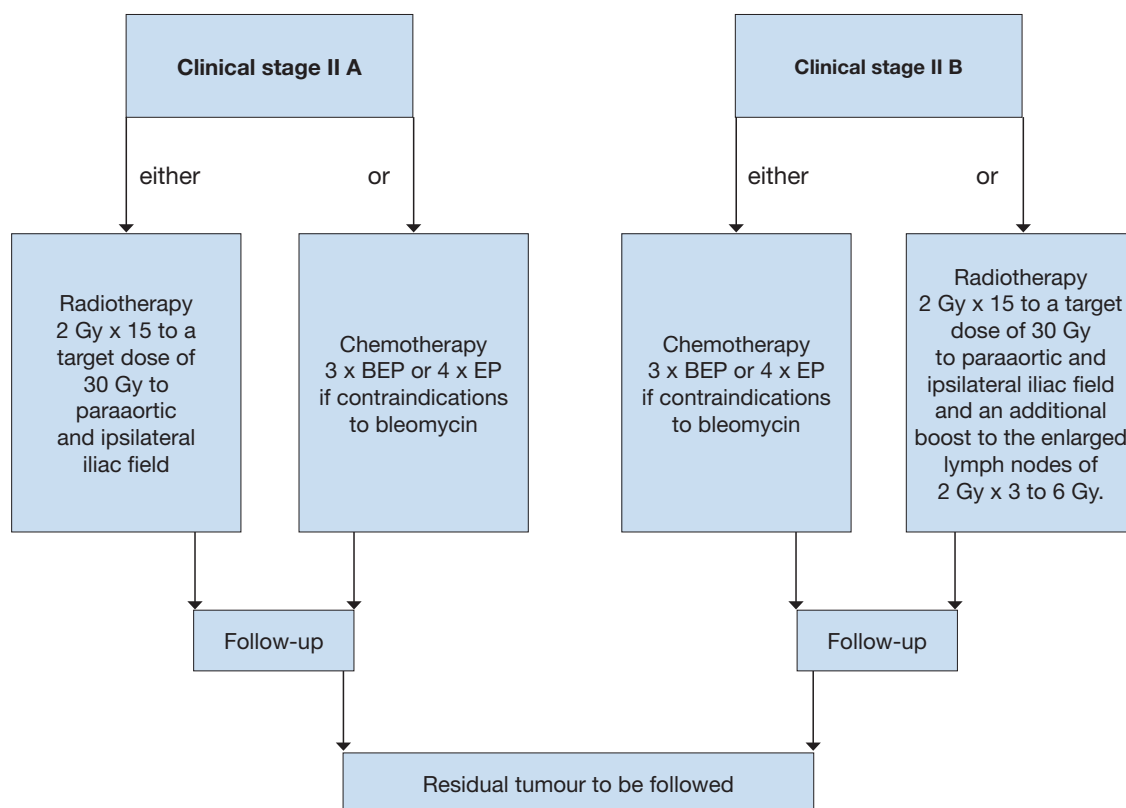 Clinical stage II A
Clinical stage II B
either
or
either
or
Radiotherapy
2 Gy x 15 to a
target dose of
30 Gy to
paraaortic
and ipsilateral
iliac field
Chemotherapy
3 x BEP or 4 x EP
if contraindications
to bleomycin
Chemotherapy
3 x BEP or 4 x EP
if contraindications
to bleomycin
Radiotherapy
2 Gy x 15 to a target
dose of 30 Gy
to paraaortic and
ipsilateral iliac field
and an additional
boost to the enlarged
lymph nodes of
2 Gy x 3 to 6 Gy.
Follow-up
Follow-up
Residual tumour to be followed